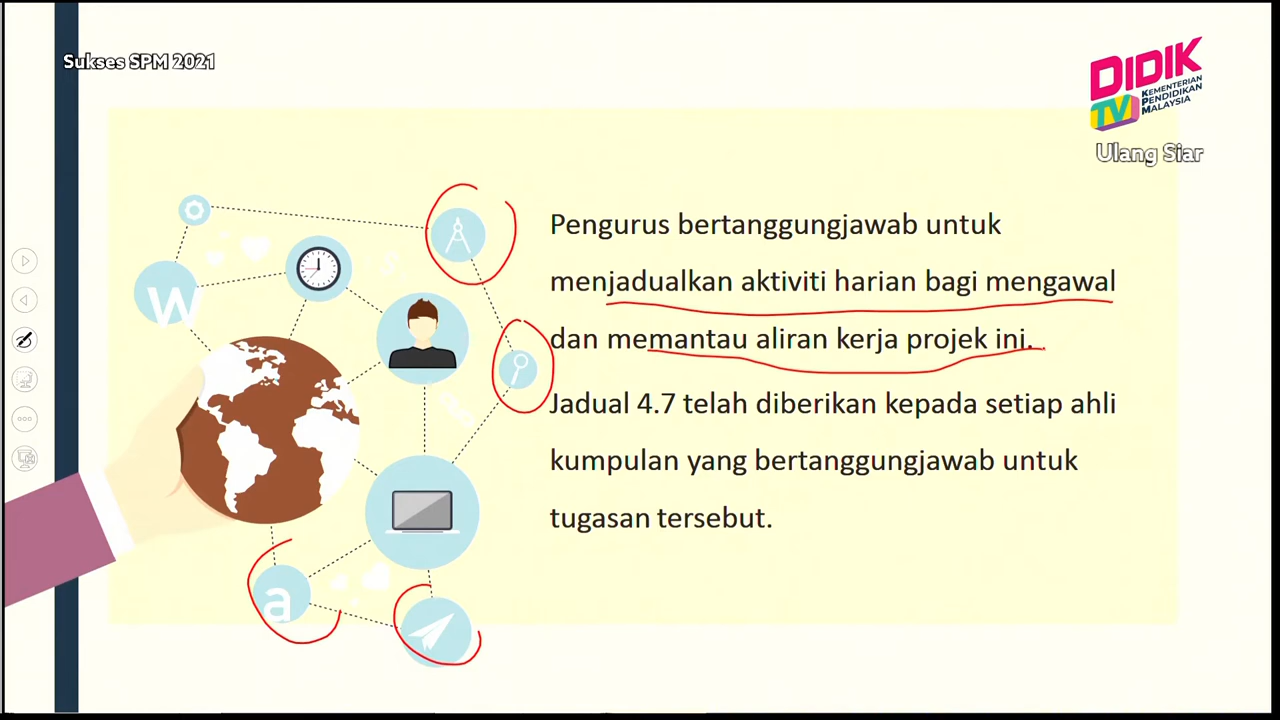 Sukses SPM 2021
DIDIK
TV
KEMENTERIAN
PENDIDIKAN
MALAYSIA
Ulang Siar
Pengurus bertanggungjawab untuk
menjadualkan aktiviti harian bagi mengawal
dan memantau aliran kerja projek ini.
Jadual 4.7 telah diberikan kepada setiap ahli
kumpulan yang bertanggungjawab untuk
tugasan tersebut.
W
a